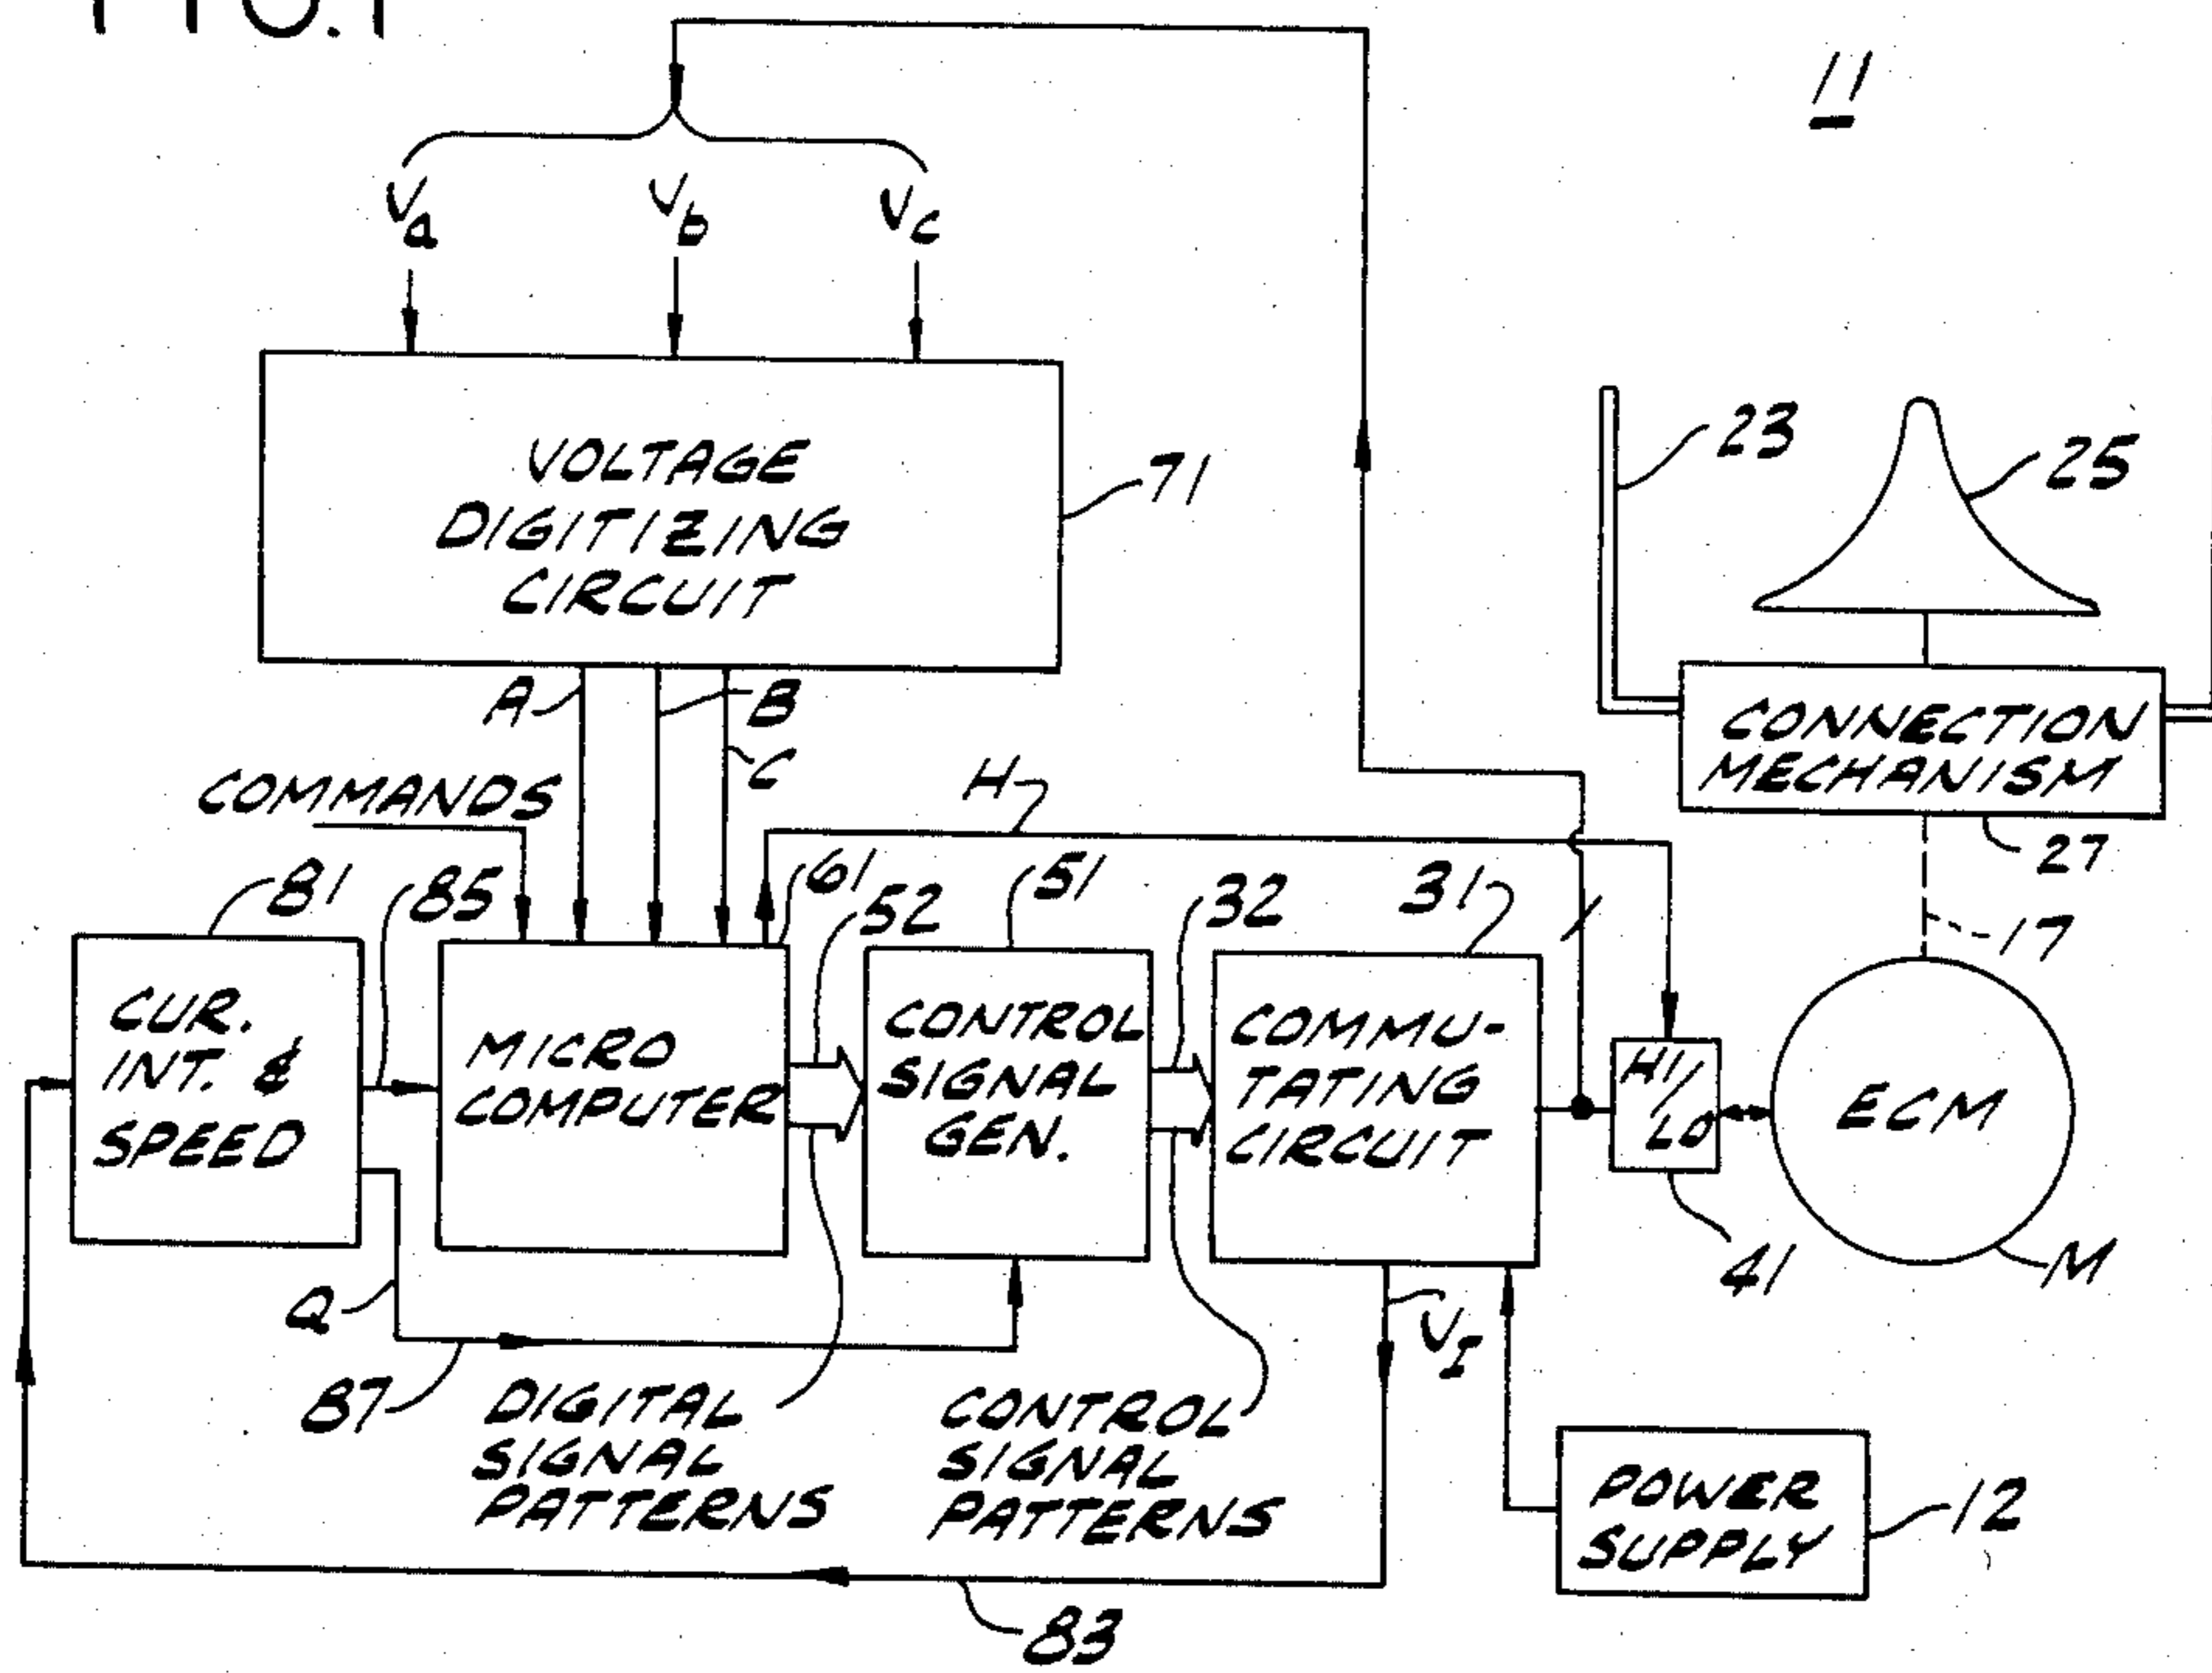 FIG.1
11
Va
Vb
Vc
VOLTAGE
DIGITIZING
CIRCUIT
71
23
25
A
B
C
COMMANDS
H
CONNECTION
MECHANISM
27
17
81
85
61
52
51
32
31
CUR.
INT. &
SPEED
MICRO
COMPUTER
CONTROL
SIGNAL
GEN.
COMMU-
TATING
CIRCUIT
HI/
LO
ECM
41
M
Q
87
DIGITAL
SIGNAL
PATTERNS
CONTROL
SIGNAL
PATTERNS
VI
POWER
SUPPLY
12
83